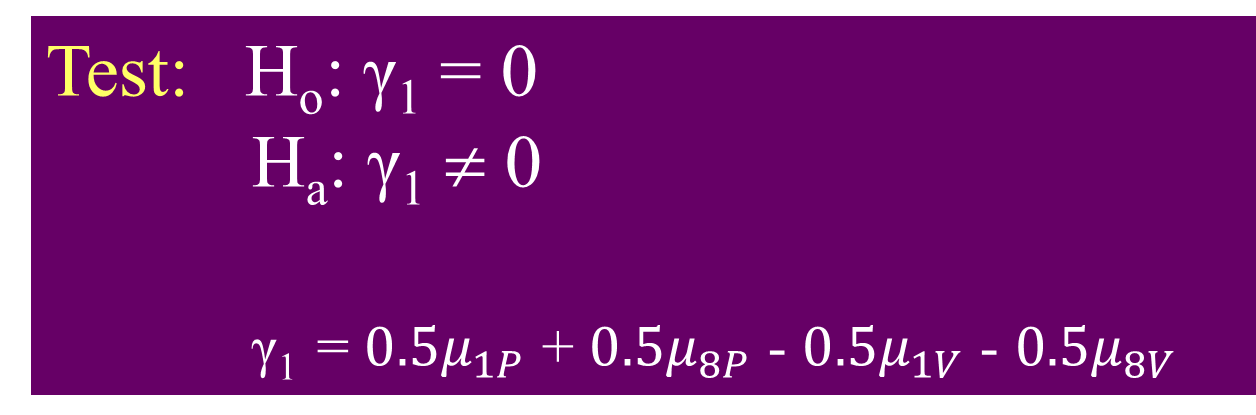 Test: Hₒ: γ₁ = 0
Hₐ: γ₁ ≠ 0
γ₁ = 0.5𝜇₁𝑃 + 0.5𝜇₈𝑃 - 0.5𝜇₁𝑉 - 0.5𝜇₈𝑉